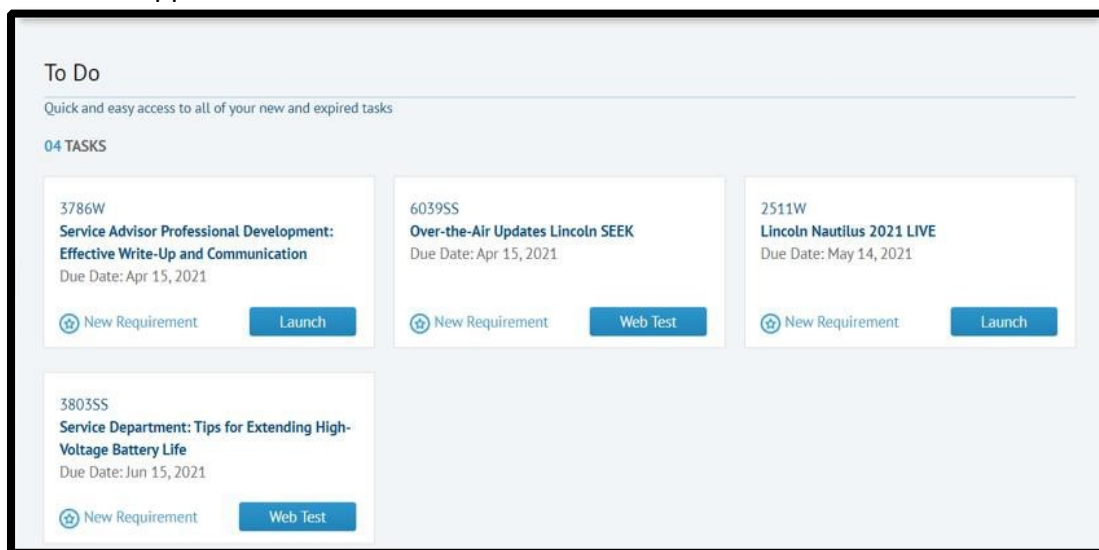 To Do
Quick and easy access to all of your new and expired tasks
04 TASKS
3786W
Service Advisor Professional Development:
Effective Write-Up and Communication
Due Date: Apr 15, 2021
New Requirement
Launch
6039SS
Over-the-Air Updates Lincoln SEEK
Due Date: Apr 15, 2021
New Requirement
Web Test
2511W
Lincoln Nautilus 2021 LIVE
Due Date: May 14, 2021
New Requirement
Launch
3803SS
Service Department: Tips for Extending High-
Voltage Battery Life
Due Date: Jun 15, 2021
New Requirement
Web Test